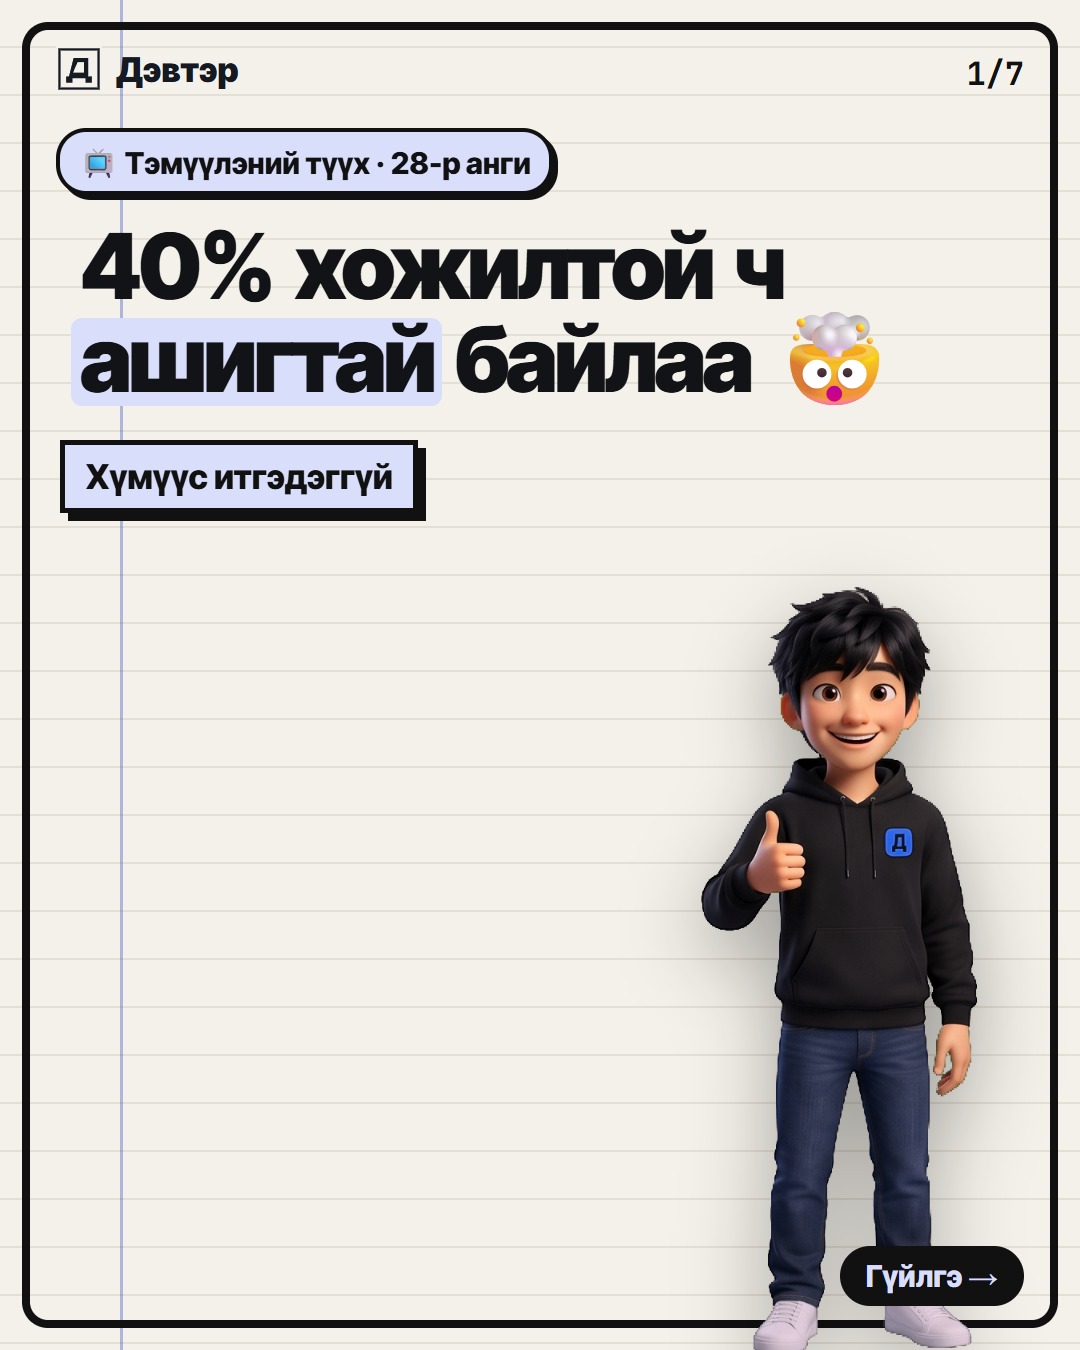 Д Дэвтэр
1/7
📺 Тэмүүлэний түүх · 28-р анги
40% хожилтой ч
ашигтай байлаа 🤯
Хүмүүс итгэдэггүй
Д
Гүйлгэ →